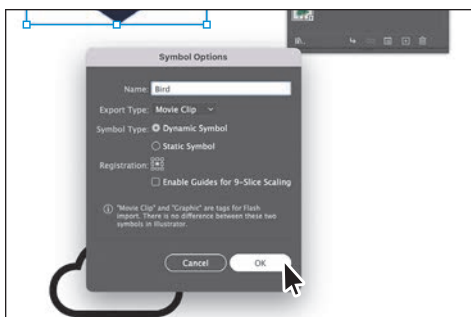 Symbol Options
Name: Bird
Export Type: Movie Clip
Symbol Type: Dynamic Symbol
Static Symbol
Registration:
Enable Guides for 9-Slice Scaling
"Movie Clip" and "Graphic" are tags for Flash
import. There is no difference between these two
symbols in Illustrator.
Cancel OK